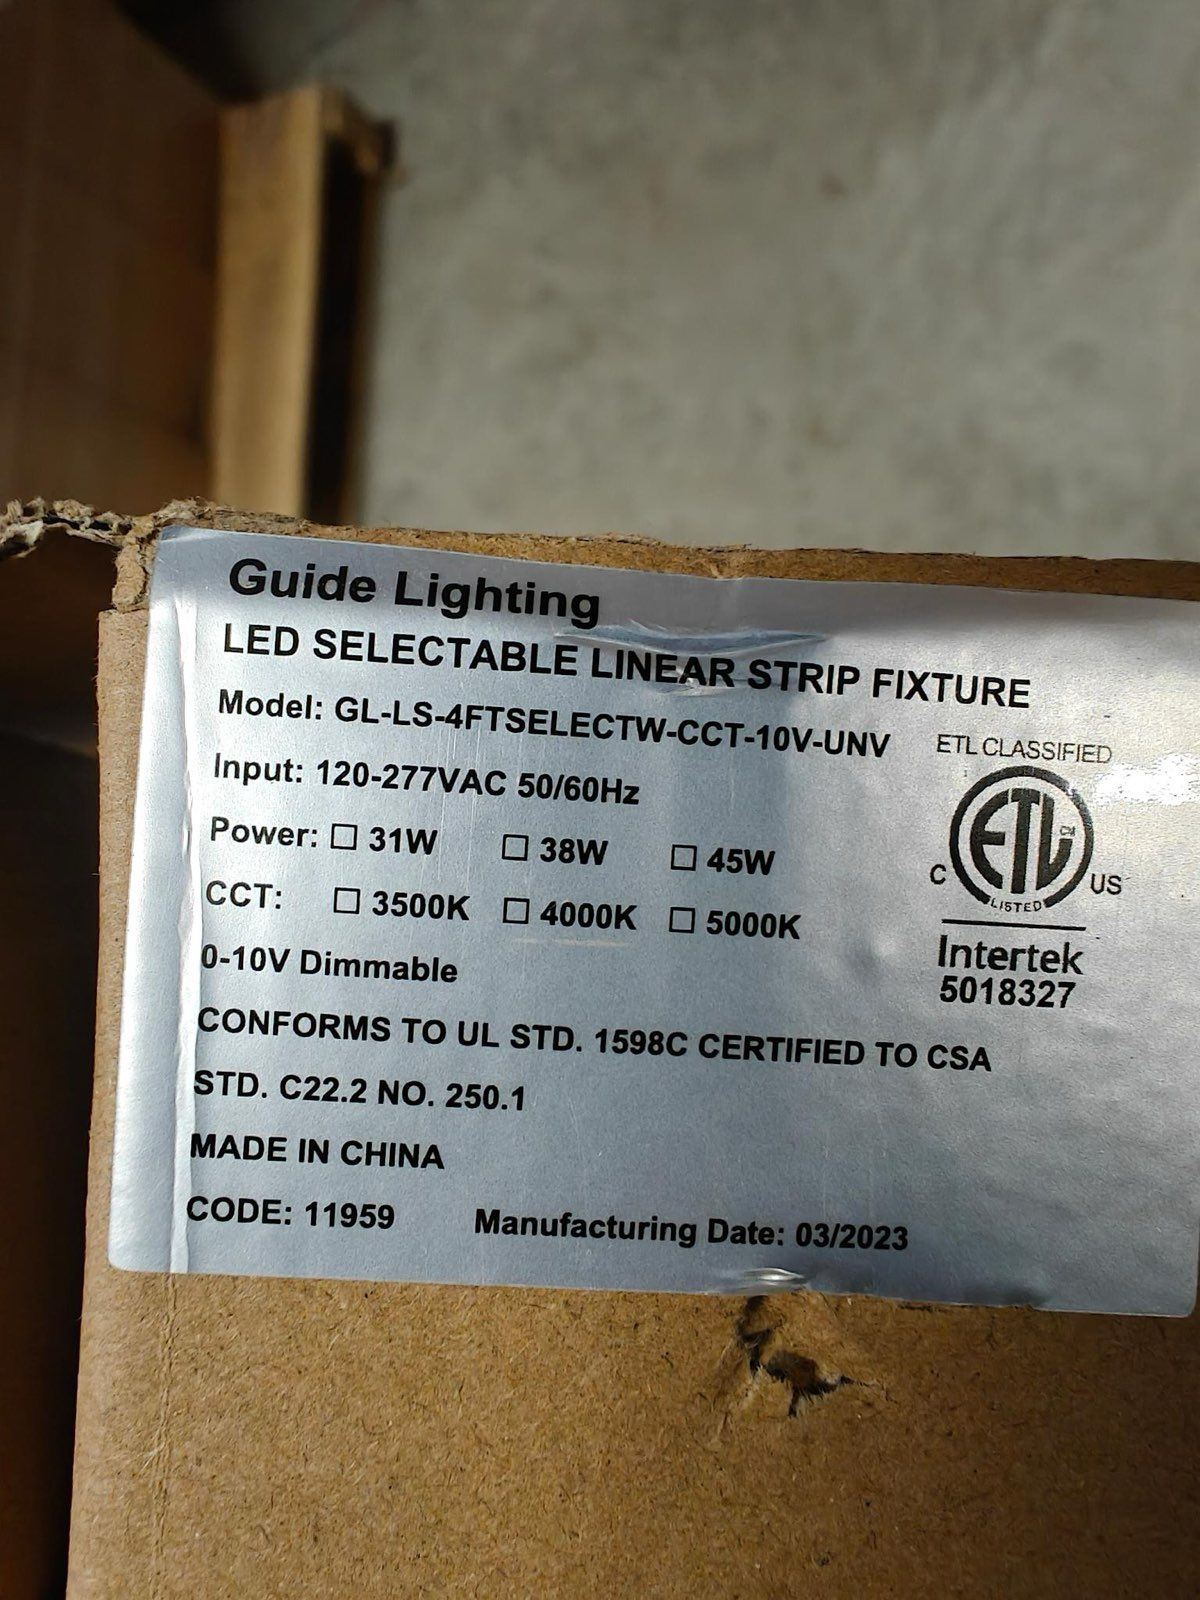 Guide Lighting
LED SELECTABLE LINEAR STRIP FIXTURE
Model: GL-LS-4FTSELECTW-CCT-10V-UNV
Input: 120-277VAC 50/60Hz
Power: ☐ 31W ☐ 38W ☐ 45W
CCT: ☐ 3500K ☐ 4000K ☐ 5000K
0-10V Dimmable
CONFORMS TO UL STD. 1598C CERTIFIED TO CSA
STD. C22.2 NO. 250.1
MADE IN CHINA
CODE: 11959 Manufacturing Date: 03/2023
ETL CLASSIFIED
ETL CM
C US
LISTED
Intertek
5018327